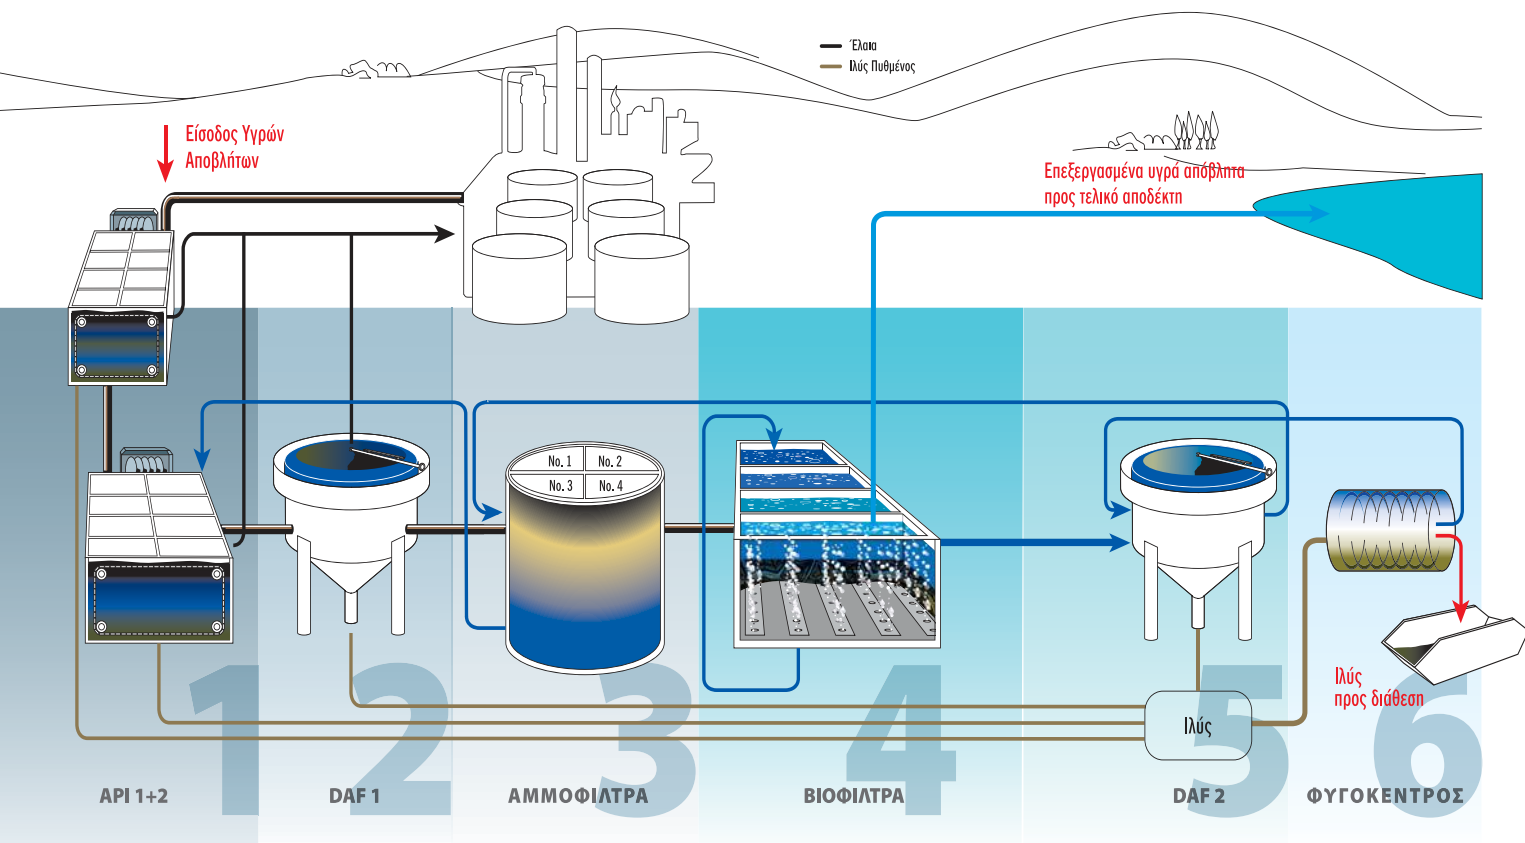 Έλαια
Ιλύς Πυθμένος
Είσοδος Υγρών
Αποβλήτων
Επεξεργασμένα υγρά απόβλητα
προς τελικό αποδέκτη
No. 1
No. 2
No. 3
No. 4
Ιλύς
προς διάθεση
Ιλύς
1
2
3
4
5
6
API 1+2
DAF 1
ΑΜΜΟΦΙΛΤΡΑ
ΒΙΟΦΙΛΤΡΑ
DAF 2
ΦΥΓΟΚΕΝΤΡΟΣ